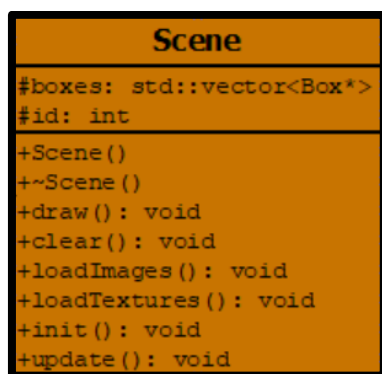 Scene
#boxes: std::vector<Box*>
#id: int
+Scene()
+~Scene()
+draw(): void
+clear(): void
+loadImages(): void
+loadTextures(): void
+init(): void
+update(): void